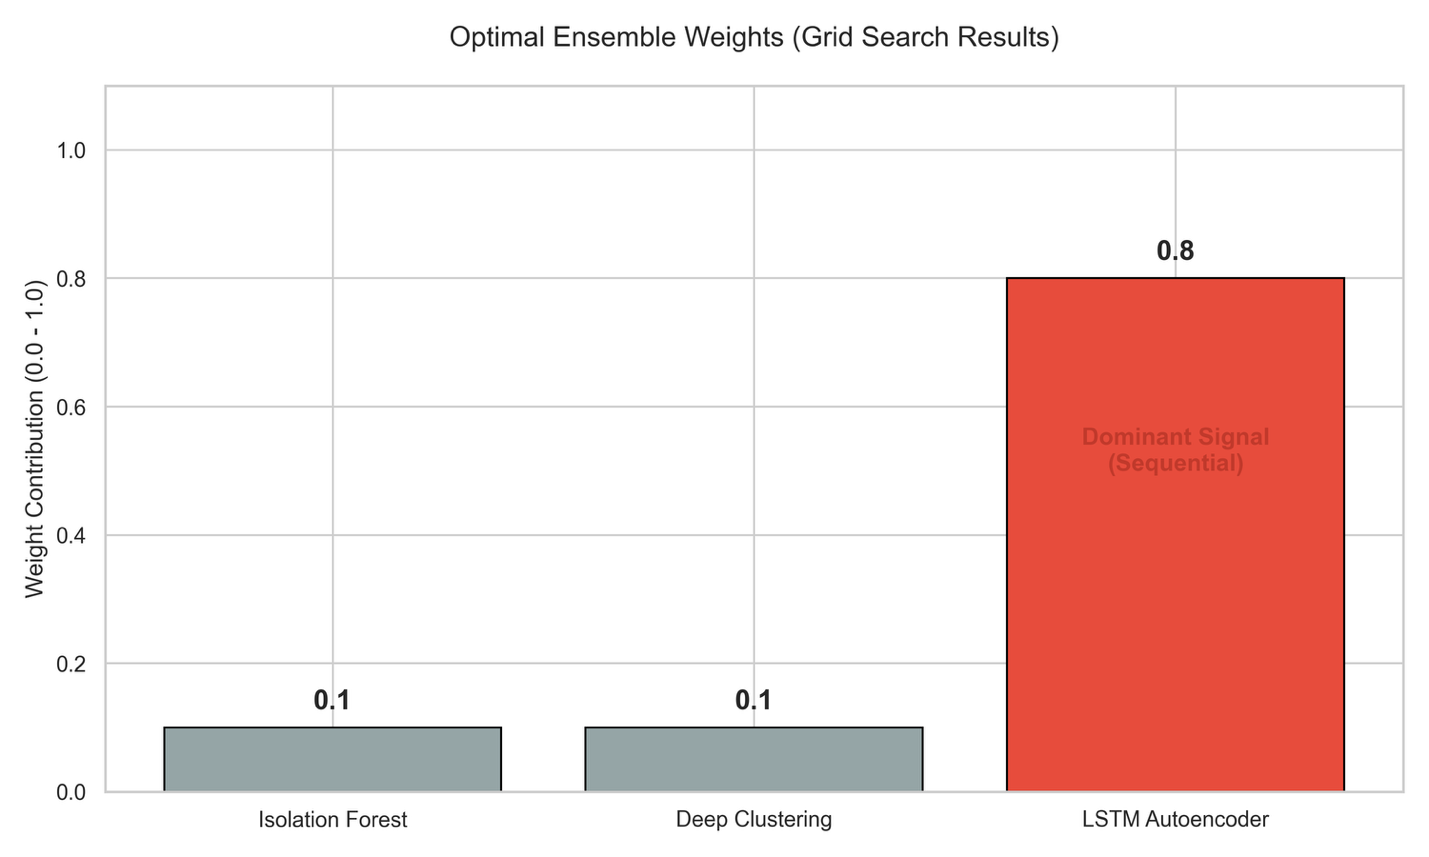 Optimal Ensemble Weights (Grid Search Results)
Weight Contribution (0.0 - 1.0)
1.0
0.8
0.6
0.4
0.2
0.0
0.1
0.1
0.8
Dominant Signal
(Sequential)
Isolation Forest
Deep Clustering
LSTM Autoencoder